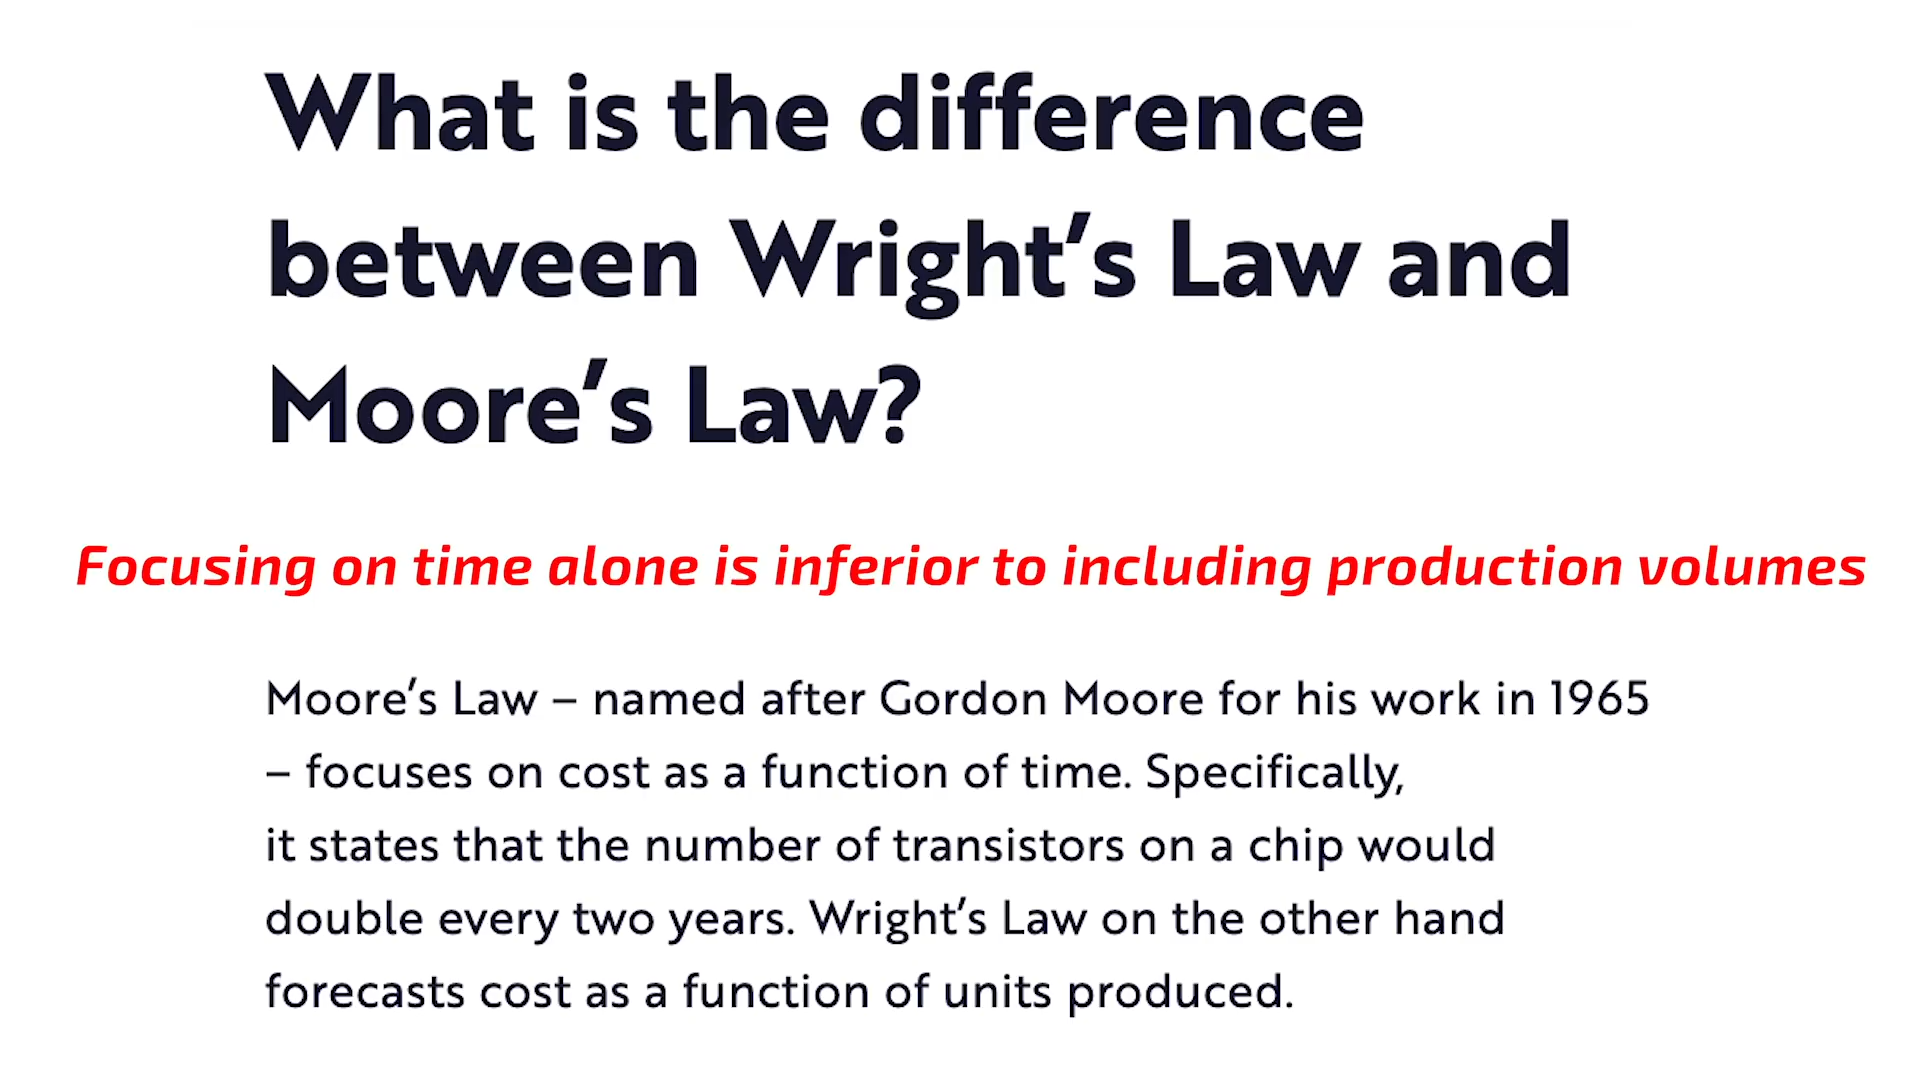 What is the difference
between Wright’s Law and
Moore’s Law?
Focusing on time alone is inferior to including production volumes
Moore’s Law – named after Gordon Moore for his work in 1965
– focuses on cost as a function of time. Specifically,
it states that the number of transistors on a chip would
double every two years. Wright’s Law on the other hand
forecasts cost as a function of units produced.